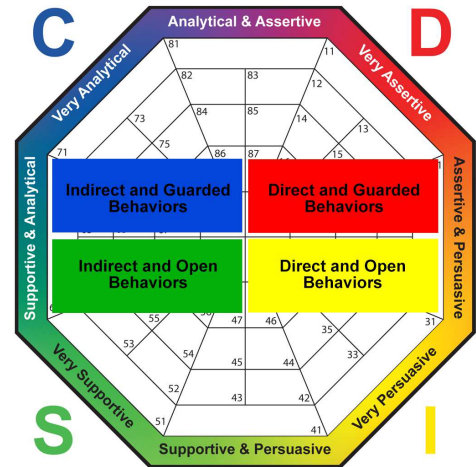 C
Analytical & Assertive
D
81
11
Very Analytical
Very Assertive
82
83
12
84
85
14
73
13
75
15
86
87
71
Supportive & Analytical
Assertive & Persuasive
Indirect and Guarded
Behaviors
Direct and Guarded
Behaviors
Indirect and Open
Behaviors
Direct and Open
Behaviors
31
55
47
46
35
53
54
33
45
44
52
43
42
51
41
Very Supportive
Very Persuasive
S
Supportive & Persuasive
I